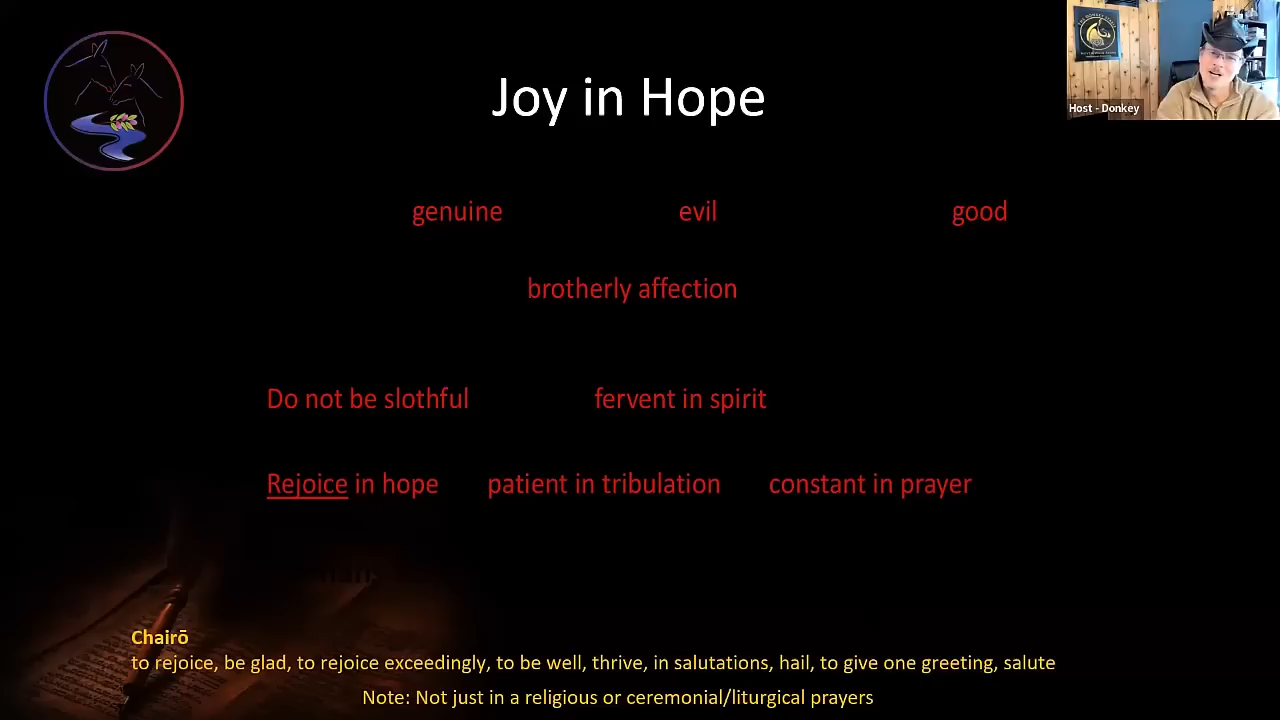 Joy in Hope
Host - Donkey
genuine evil good
brotherly affection
Do not be slothful fervent in spirit
Rejoice in hope patient in tribulation constant in prayer
Chairō
to rejoice, be glad, to rejoice exceedingly, to be well, thrive, in salutations, hail, to give one greeting, salute
Note: Not just in a religious or ceremonial/liturgical prayers